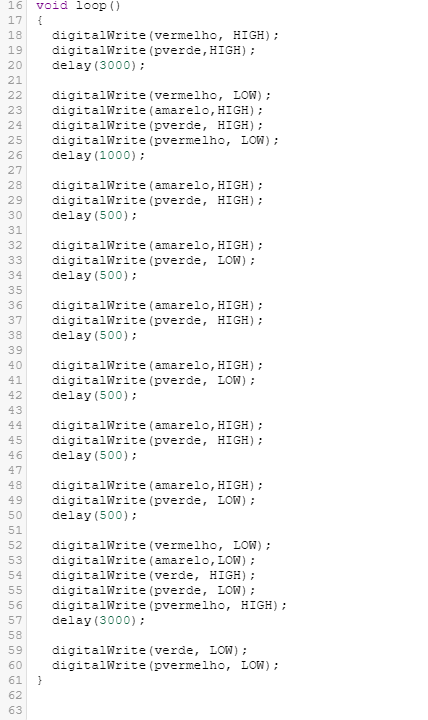 16 void loop()
17 {
18 digitalWrite(vermelho, HIGH);
19 digitalWrite(pverde,HIGH);
20 delay(3000);
21
22 digitalWrite(vermelho, LOW);
23 digitalWrite(amarelo,HIGH);
24 digitalWrite(pverde, HIGH);
25 digitalWrite(pvermelho, LOW);
26 delay(1000);
27
28 digitalWrite(amarelo,HIGH);
29 digitalWrite(pverde, HIGH);
30 delay(500);
31
32 digitalWrite(amarelo,HIGH);
33 digitalWrite(pverde, LOW);
34 delay(500);
35
36 digitalWrite(amarelo,HIGH);
37 digitalWrite(pverde, HIGH);
38 delay(500);
39
40 digitalWrite(amarelo,HIGH);
41 digitalWrite(pverde, LOW);
42 delay(500);
43
44 digitalWrite(amarelo,HIGH);
45 digitalWrite(pverde, HIGH);
46 delay(500);
47
48 digitalWrite(amarelo,HIGH);
49 digitalWrite(pverde, LOW);
50 delay(500);
51
52 digitalWrite(vermelho, LOW);
53 digitalWrite(amarelo,LOW);
54 digitalWrite(verde, HIGH);
55 digitalWrite(pverde, LOW);
56 digitalWrite(pvermelho, HIGH);
57 delay(3000);
58
59 digitalWrite(verde, LOW);
60 digitalWrite(pvermelho, LOW);
61 }
62
63